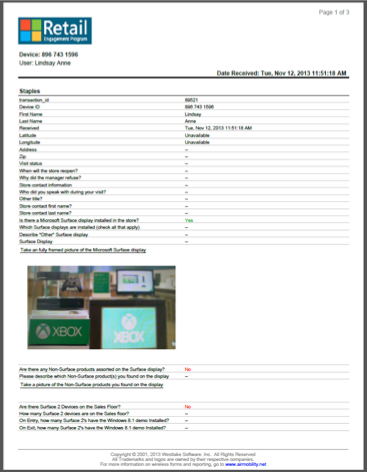 Page 1 of 3
Retail
Engagement Program
Device: 896 743 1596
User: Lindsay Anne
Date Received: Tue, Nov 12, 2013 11:51:18 AM
Staples
transaction_id 89521
Device ID 896 743 1596
First Name Lindsay
Last Name Anne
Received Tue, Nov 12, 2013 11:51:18 AM
Latitude Unavailable
Longitude Unavailable
Address --
Zip --
Visit status --
When will the store reopen? --
Why did the manager refuse? --
Store contact information --
Who did you speak with during your visit? --
Other title? --
Store contact first name? --
Store contact last name? --
Is there a Microsoft Surface display installed in the store? Yes
Which Surface displays are installed (check all that apply) --
Describe "Other" Surface display --
Surface Display --
Take an fully framed picture of the Microsoft Surface display
XBOX
XBOX
Are there any Non-Surface products assorted on the Surface display? No
Please describe which Non-Surface product(s) you found on the display --
Take a picture of the Non-Surface products you found on the display
Are there Surface 2 Devices on the Sales Floor? No
How many Surface 2 devices are on the Sales floor? --
On Entry, how many Surface 2's have the Windows 8.1 demo Installed? --
On Exit, how many Surface 2's have the Windows 8.1 demo Installed? --
Copyright © 2001, 2013 Westlake Software, Inc. All Rights Reserved
All Trademarks and logos are owned by their respective companies.
For more information on wireless forms and reporting, go to www.airmobility.net